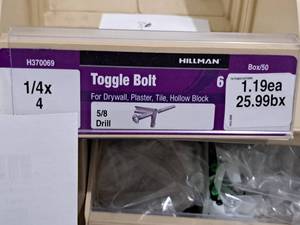 H370069
HILLMAN
Box/50
1/4x
4
Toggle Bolt
6
For Drywall, Plaster, Tile, Hollow Block
5/8
Drill
1.19ea
25.99bx